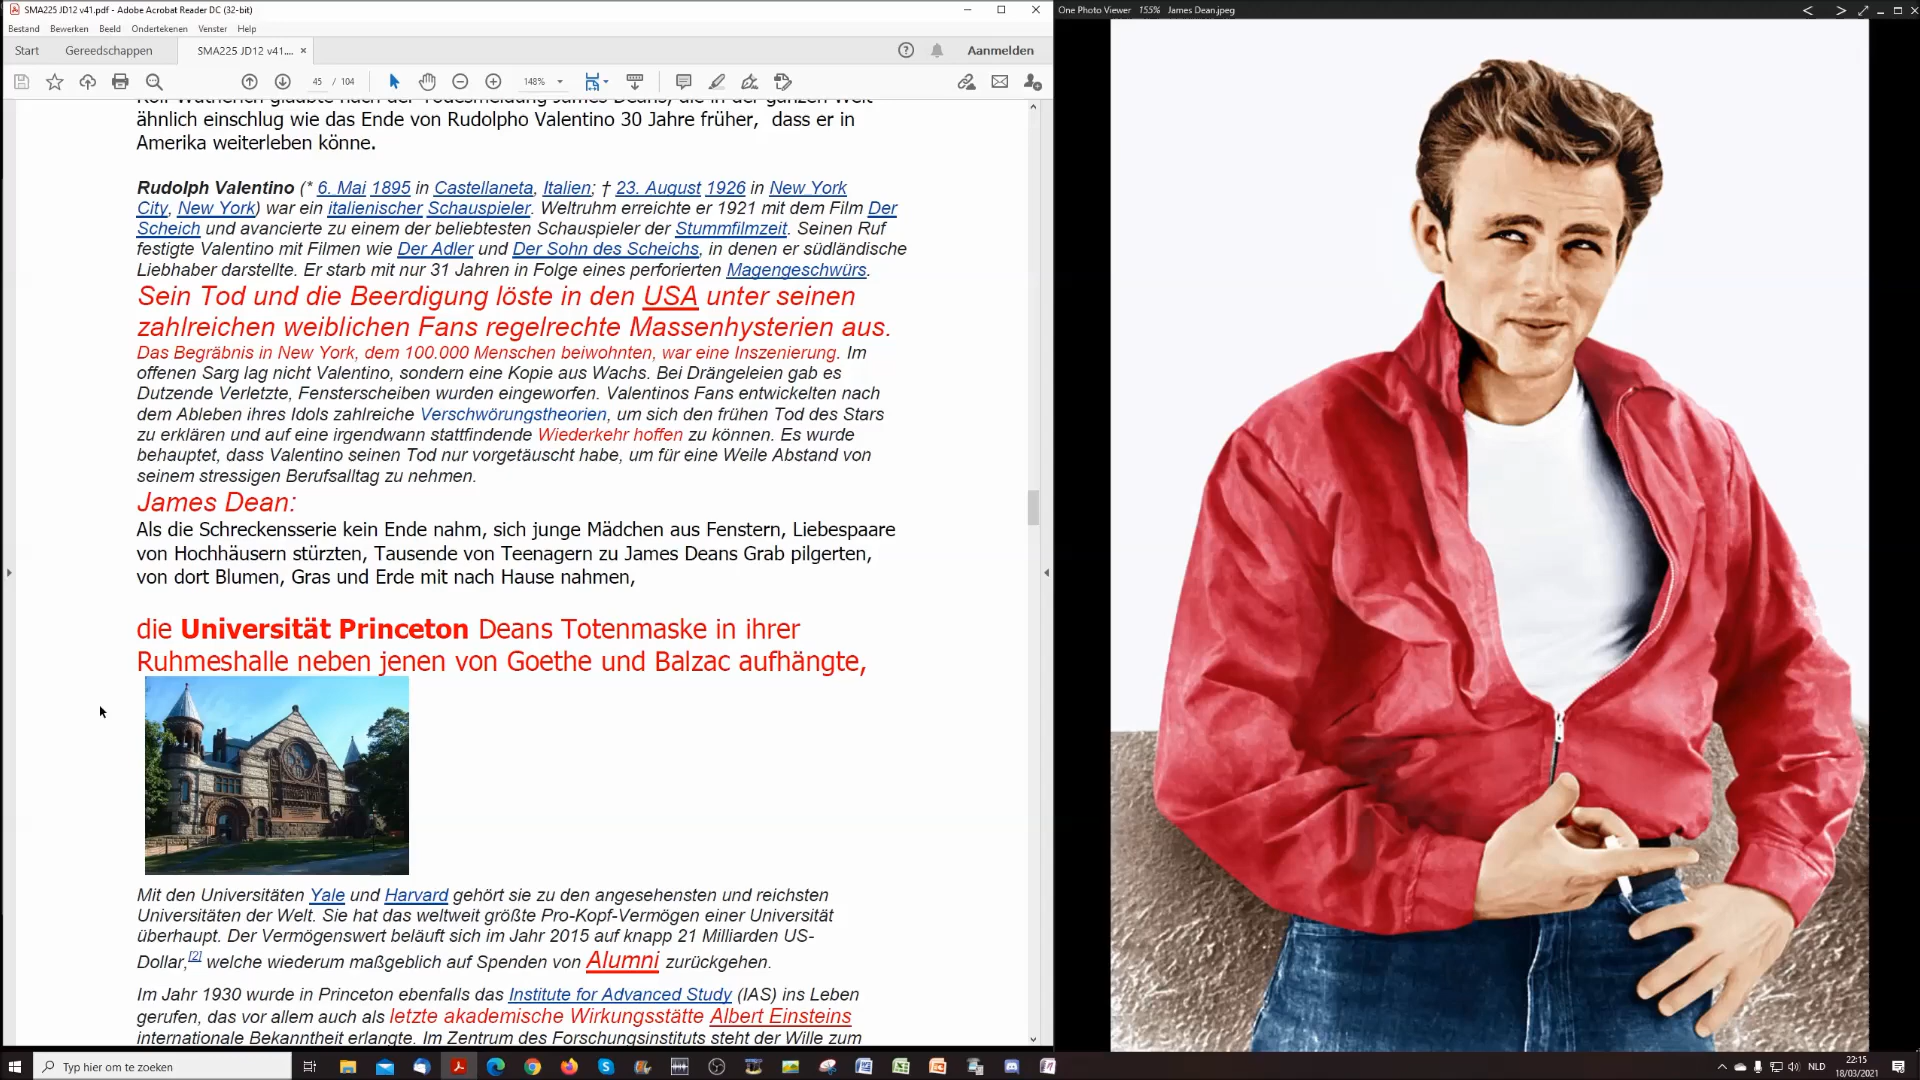 SMA225 JD12 v41.pdf - Adobe Acrobat Reader DC (32-bit)
Bestand Bewerken Beeld Ondertekenen Venster Help
Start Gereedschappen SMA225 JD12 v41.... × Aanmelden
45 / 104 148%
Rolf Wütherich glaubte nach der Todesmeldung James Deans, die in der ganzen Welt
ähnlich einschlug wie das Ende von Rudolpho Valentino 30 Jahre früher, dass er in
Amerika weiterleben könne.
Rudolph Valentino (* 6. Mai 1895 in Castellaneta, Italien; † 23. August 1926 in New York
City, New York) war ein italienischer Schauspieler. Weltruhm erreichte er 1921 mit dem Film Der
Scheich und avancierte zu einem der beliebtesten Schauspieler der Stummfilmzeit. Seinen Ruf
festigte Valentino mit Filmen wie Der Adler und Der Sohn des Scheichs, in denen er südländische
Liebhaber darstellte. Er starb mit nur 31 Jahren in Folge eines perforierten Magengeschwürs.
Sein Tod und die Beerdigung löste in den USA unter seinen
zahlreichen weiblichen Fans regelrechte Massenhysterien aus.
Das Begräbnis in New York, dem 100.000 Menschen beiwohnten, war eine Inszenierung. Im
offenen Sarg lag nicht Valentino, sondern eine Kopie aus Wachs. Bei Drängeleien gab es
Dutzende Verletzte, Fensterscheiben wurden eingeworfen. Valentinos Fans entwickelten nach
dem Ableben ihres Idols zahlreiche Verschwörungstheorien, um sich den frühen Tod des Stars
zu erklären und auf eine irgendwann stattfindende Wiederkehr hoffen zu können. Es wurde
behauptet, dass Valentino seinen Tod nur vorgetäuscht habe, um für eine Weile Abstand von
seinem stressigen Berufsalltag zu nehmen.
James Dean:
Als die Schreckensserie kein Ende nahm, sich junge Mädchen aus Fenstern, Liebespaare
von Hochhäusern stürzten, Tausende von Teenagern zu James Deans Grab pilgerten,
von dort Blumen, Gras und Erde mit nach Hause nahmen,
die Universität Princeton Deans Totenmaske in ihrer
Ruhmeshalle neben jenen von Goethe und Balzac aufhängte,
Mit den Universitäten Yale und Harvard gehört sie zu den angesehensten und reichsten
Universitäten der Welt. Sie hat das weltweit größte Pro-Kopf-Vermögen einer Universität
überhaupt. Der Vermögenswert beläuft sich im Jahr 2015 auf knapp 21 Milliarden US-
Dollar,[2] welche wiederum maßgeblich auf Spenden von Alumni zurückgehen.
Im Jahr 1930 wurde in Princeton ebenfalls das Institute for Advanced Study (IAS) ins Leben
gerufen, das vor allem auch als letzte akademische Wirkungsstätte Albert Einsteins
internationale Bekanntheit erlangte. Im Zentrum des Forschungsinstituts steht der Wille zum
One Photo Viewer 155% James Dean.jpeg
Typ hier om te zoeken
NLD
22:15
18/03/2021